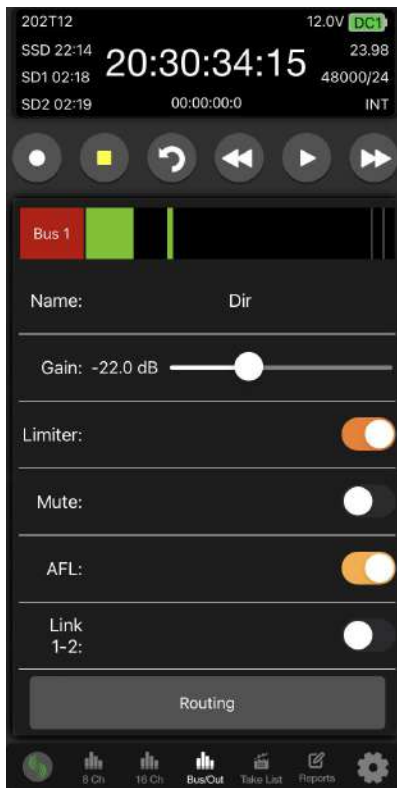 202T12 12.0V DC1
SSD 22:14 20:30:34:15 23.98
SD1 02:18 48000/24
SD2 02:19 00:00:00:0 INT
Bus 1
Name: Dir
Gain: -22.0 dB
Limiter:
Mute:
AFL:
Link
1-2:
Routing
8 Ch 16 Ch Bus/Out Take List Reports